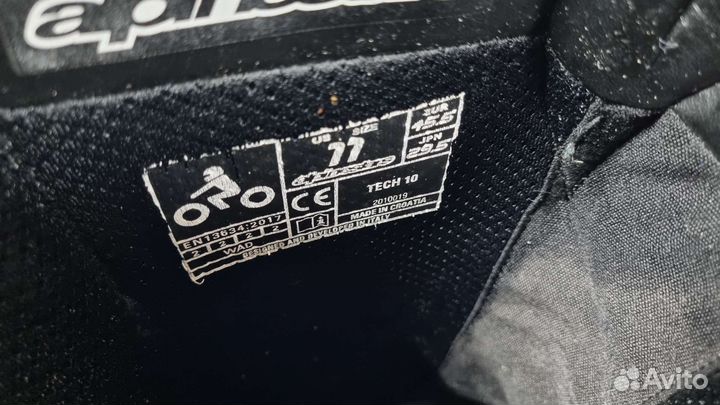 US SIZE
11
alpinestars
EUR
45.5
JPN
29.5
EN13634:2017
2 2 2 2
WAD
CE
TECH 10
2010019
MADE IN CROATIA
DESIGNED AND DEVELOPED IN ITALY
Avito